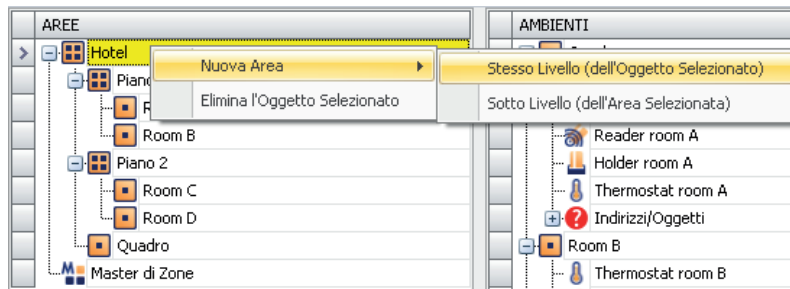 AREE
Hotel
Nuova Area
Elimina l'Oggetto Selezionato
Stesso Livello (dell'Oggetto Selezionato)
Sotto Livello (dell'Area Selezionata)
Room B
Piano 2
Room C
Room D
Quadro
Master di Zone
AMBIENTI
Reader room A
Holder room A
Thermostat room A
Indirizzi/Oggetti
Room B
Thermostat room B